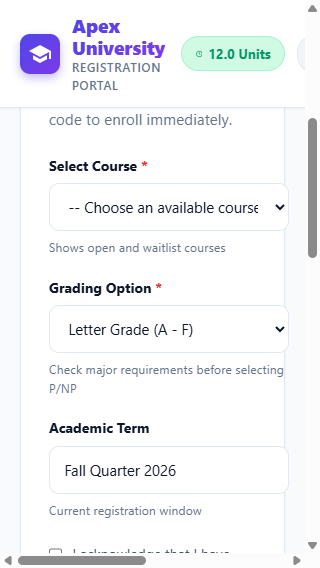 Apex
University
REGISTRATION
PORTAL
12.0 Units
code to enroll immediately.
Select Course *
-- Choose an available course
Shows open and waitlist courses
Grading Option *
Letter Grade (A - F)
Check major requirements before selecting
P/NP
Academic Term
Fall Quarter 2026
Current registration window
I acknowledge that I have